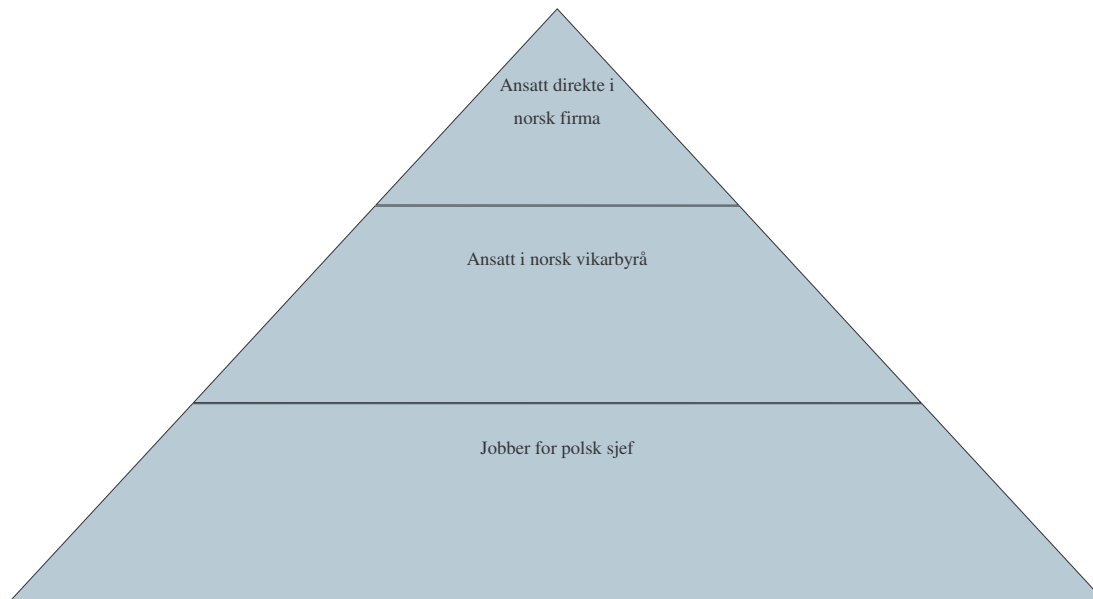 Ansatt direkte i
norsk firma
Ansatt i norsk vikarbyrå
Jobber for polsk sjef